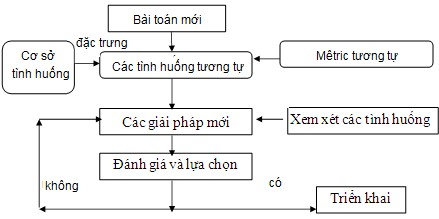 Bài toán mới
Cơ sở
tình huống
đặc trưng
Các tình huống tương tự
Mêtric tương tự
Các giải pháp mới
Xem xét các tình huống
Đánh giá và lựa chọn
không
có
Triển khai